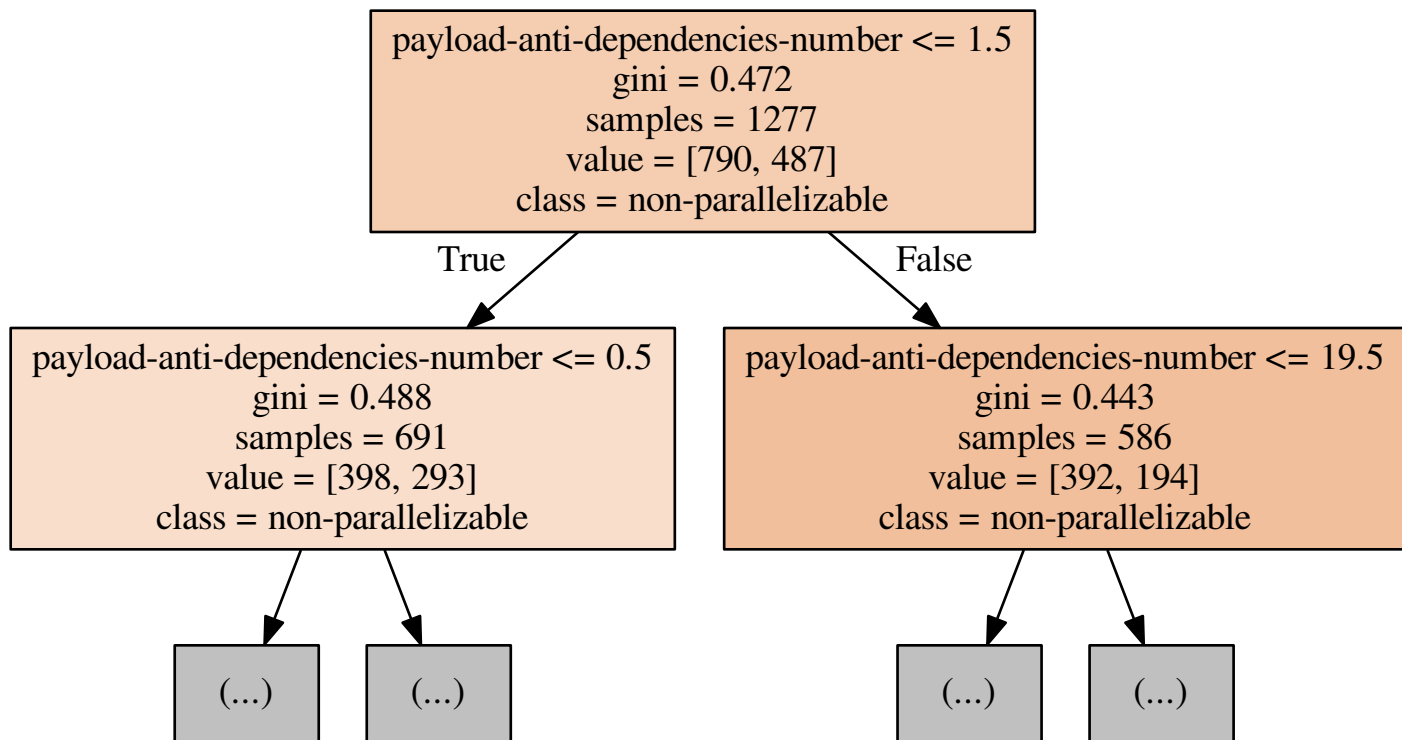 payload-anti-dependencies-number <= 1.5
gini = 0.472
samples = 1277
value = [790, 487]
class = non-parallelizable
True
False
payload-anti-dependencies-number <= 0.5
gini = 0.488
samples = 691
value = [398, 293]
class = non-parallelizable
payload-anti-dependencies-number <= 19.5
gini = 0.443
samples = 586
value = [392, 194]
class = non-parallelizable
(...)
(...)
(...)
(...)